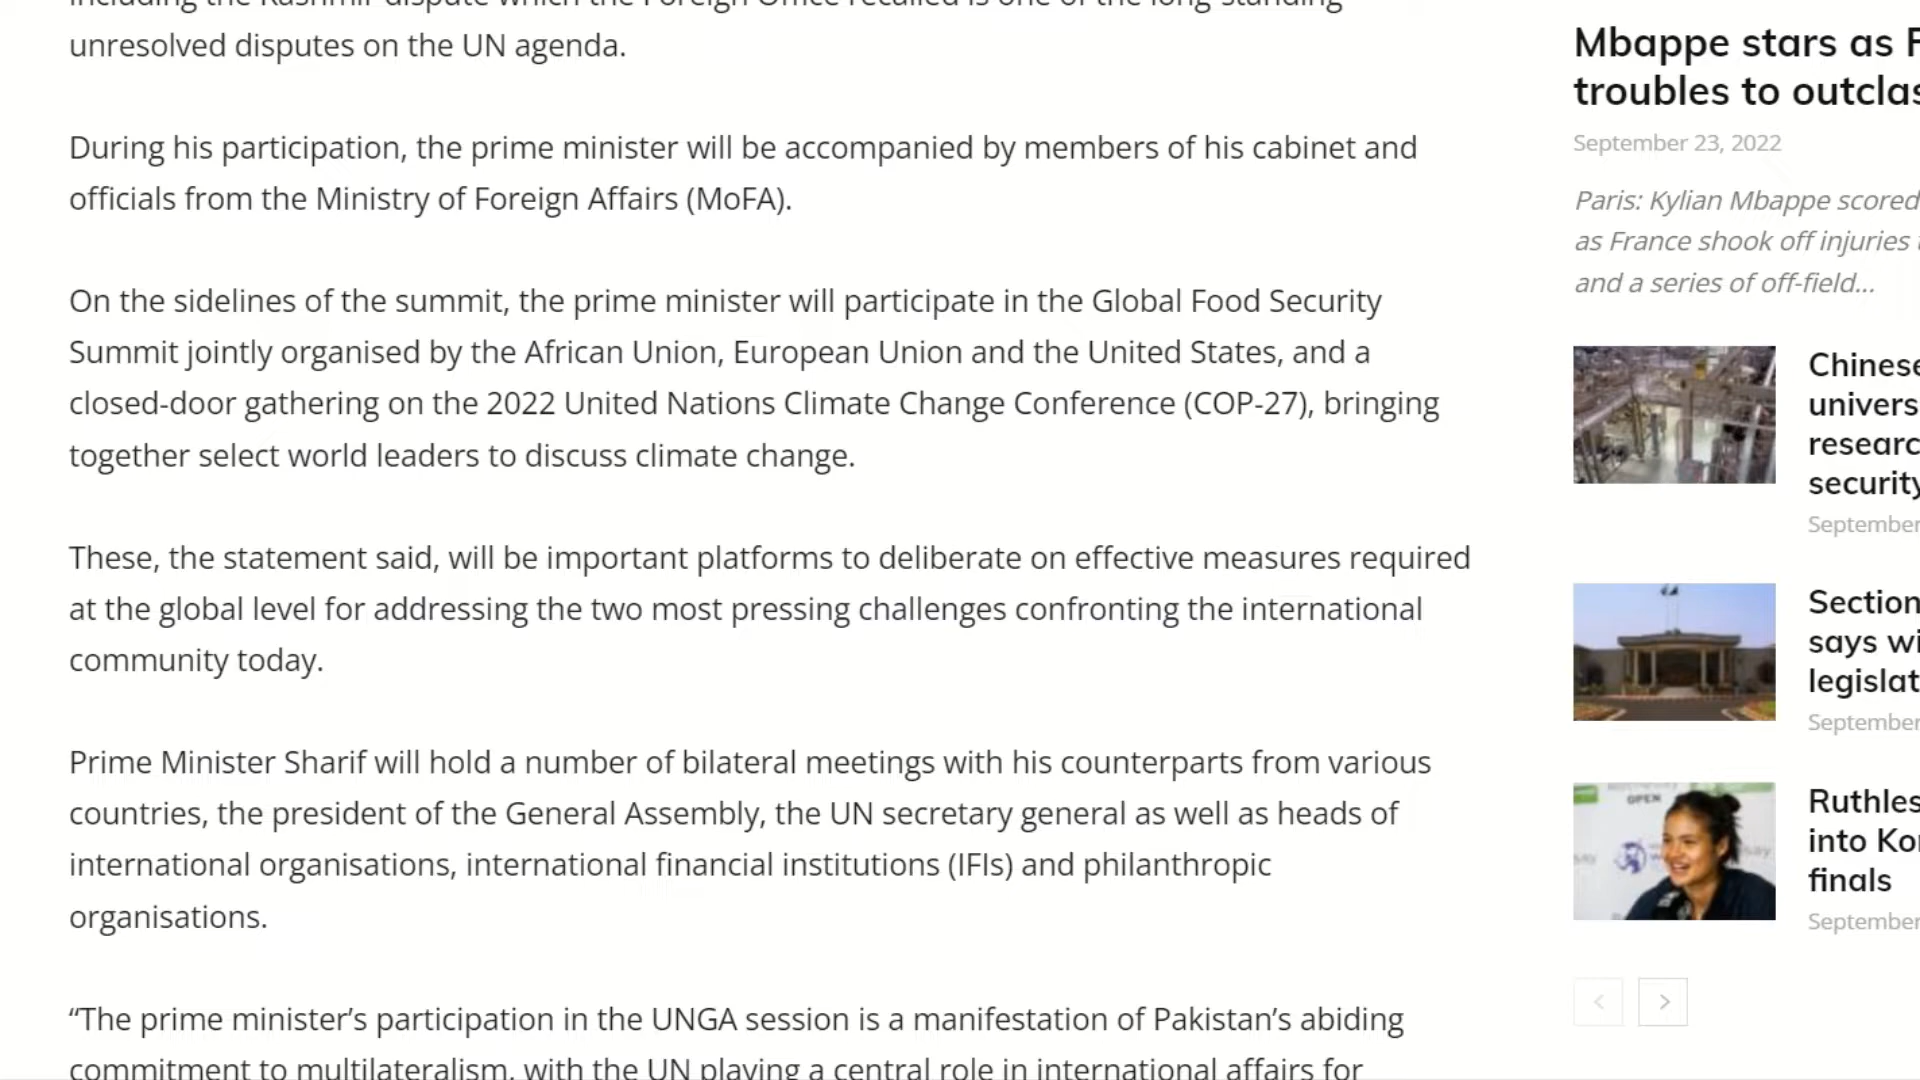 including the Kashmir dispute which the Foreign Office recalled is one of the long-standing
unresolved disputes on the UN agenda.
During his participation, the prime minister will be accompanied by members of his cabinet and
officials from the Ministry of Foreign Affairs (MoFA).
On the sidelines of the summit, the prime minister will participate in the Global Food Security
Summit jointly organised by the African Union, European Union and the United States, and a
closed-door gathering on the 2022 United Nations Climate Change Conference (COP-27), bringing
together select world leaders to discuss climate change.
These, the statement said, will be important platforms to deliberate on effective measures required
at the global level for addressing the two most pressing challenges confronting the international
community today.
Prime Minister Sharif will hold a number of bilateral meetings with his counterparts from various
countries, the president of the General Assembly, the UN secretary general as well as heads of
international organisations, international financial institutions (IFIs) and philanthropic
organisations.
“The prime minister’s participation in the UNGA session is a manifestation of Pakistan’s abiding
commitment to multilateralism, with the UN playing a central role in international affairs for
Mbappe stars as
troubles to
September 23, 2022
Paris: Kylian Mbappe scored
as France shook off injuries
and a series of off-field...
Chinese
univers
researc
security
September
Section
says wi
legislat
September
Ruthles
into Kor
finals
September
OPEN